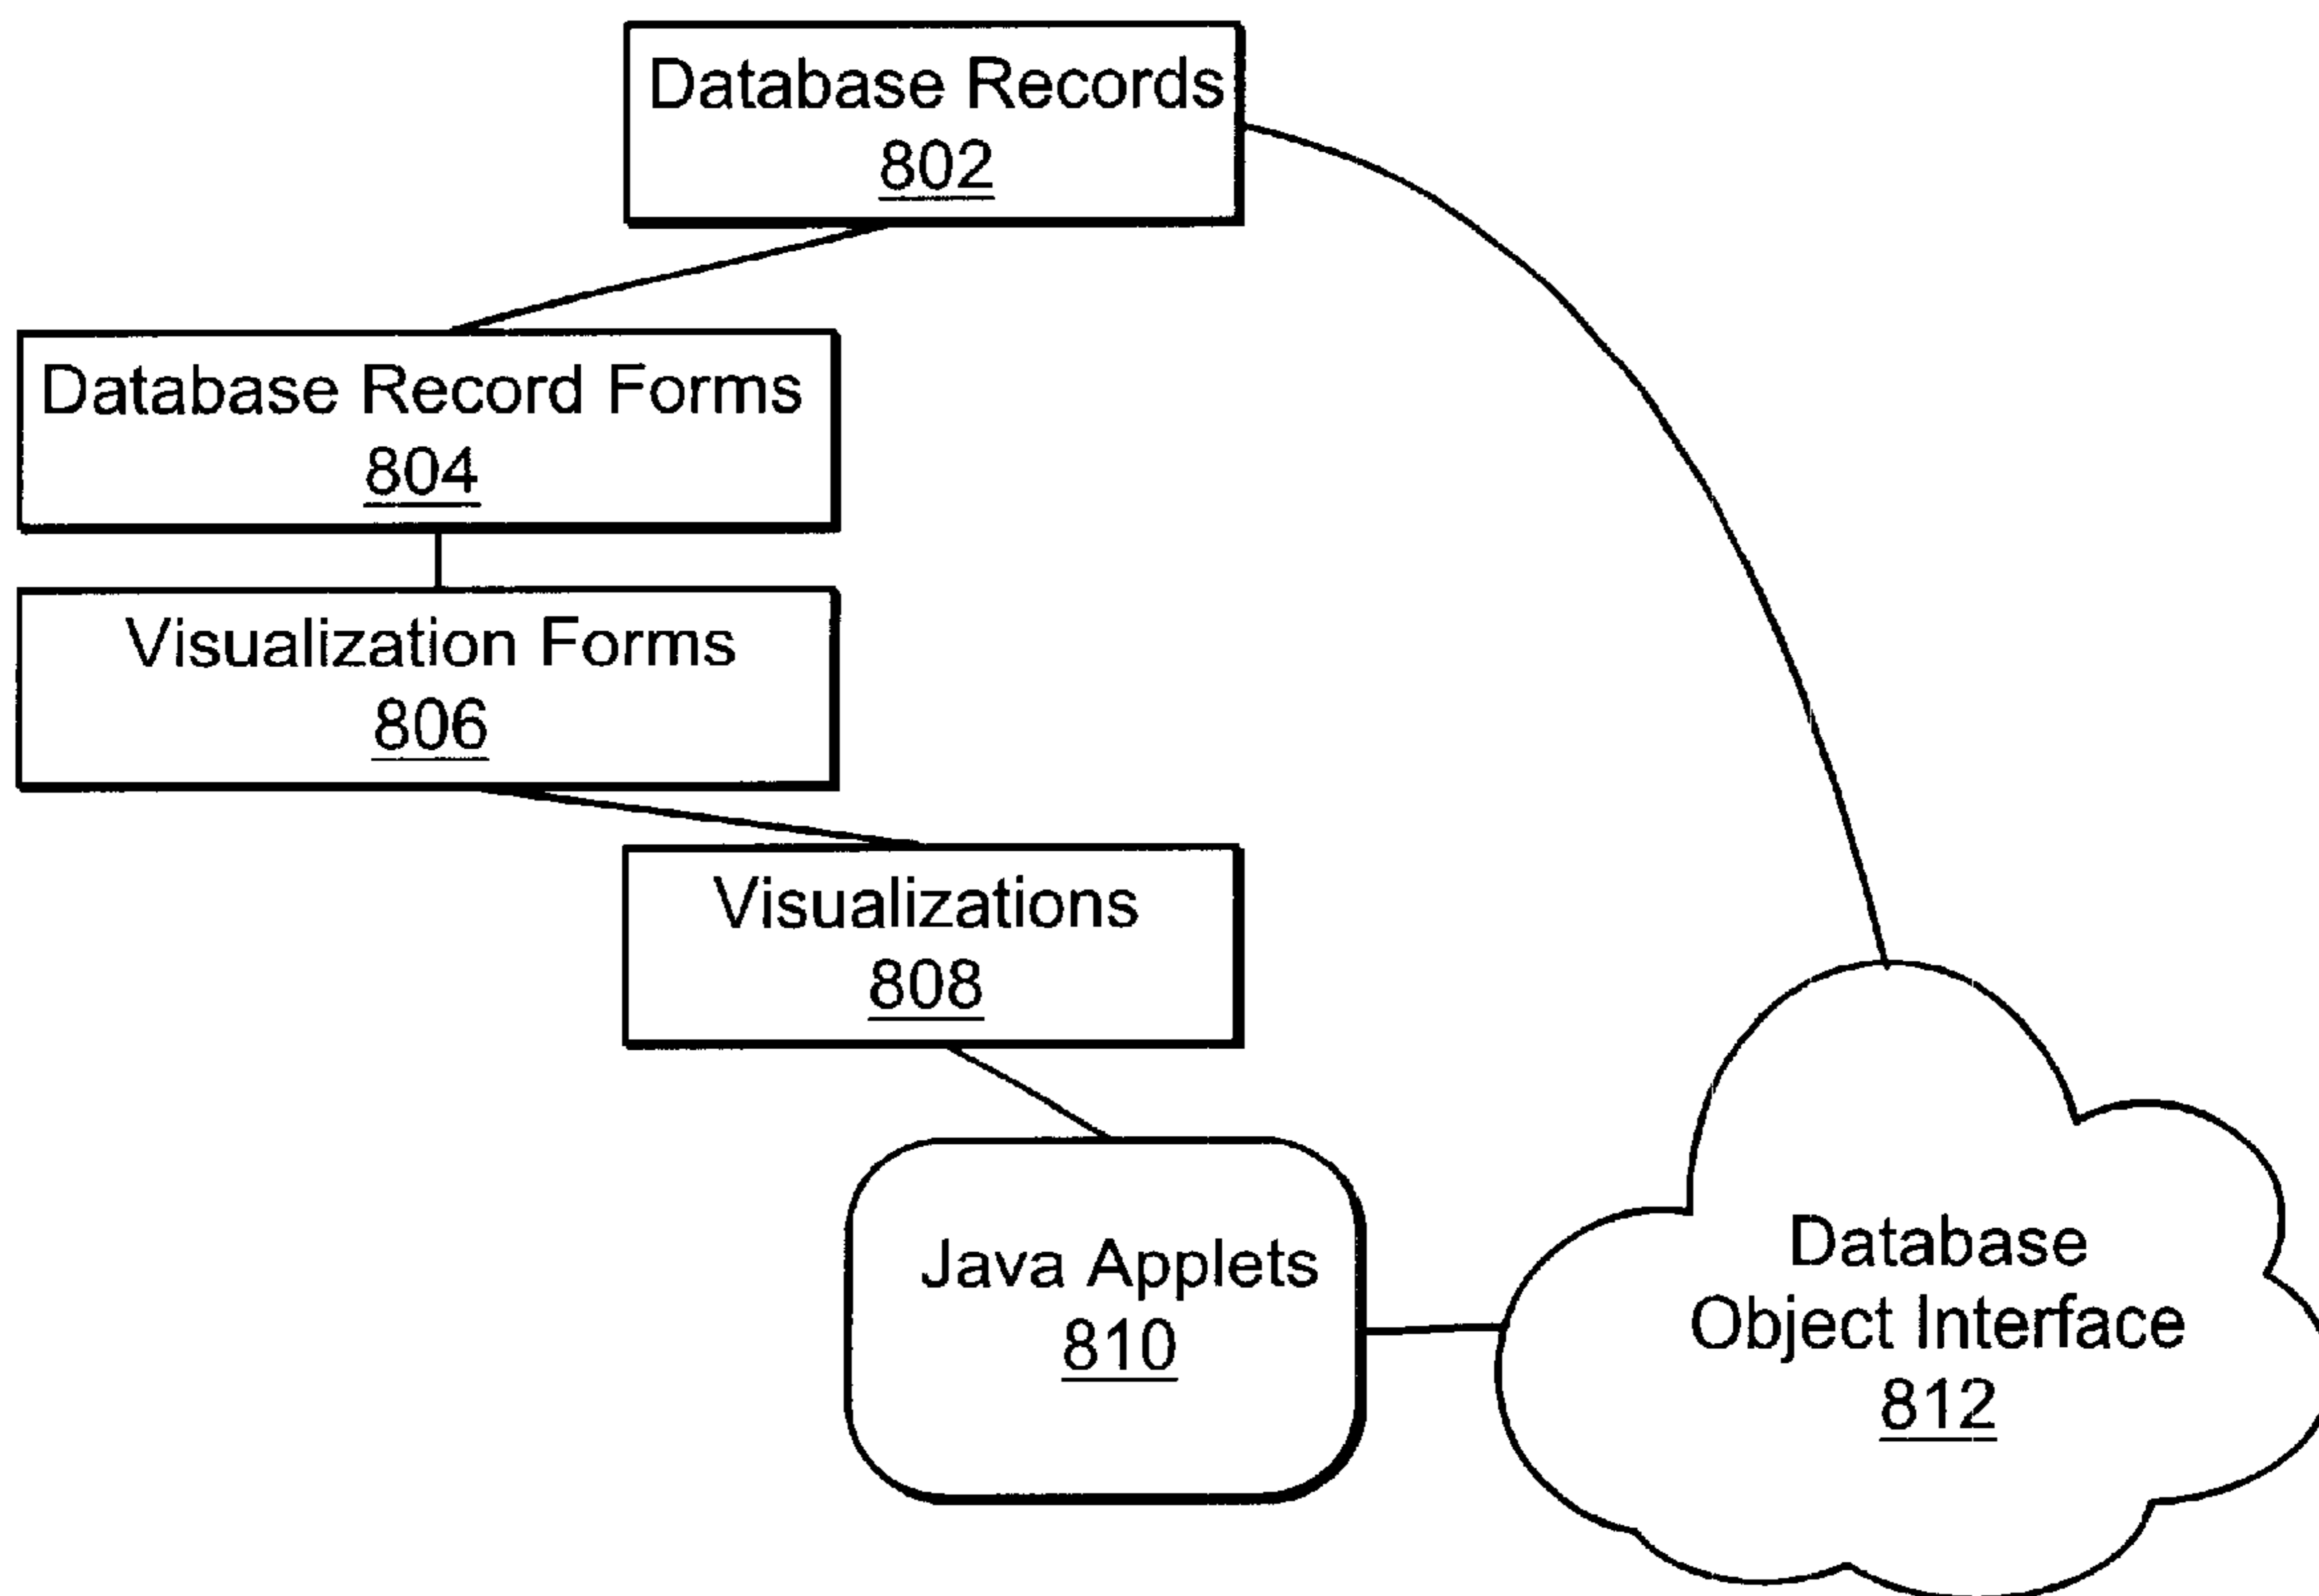 Database Records
802
Database Record Forms
804
Visualization Forms
806
Visualizations
808
Java Applets
810
Database
Object Interface
812